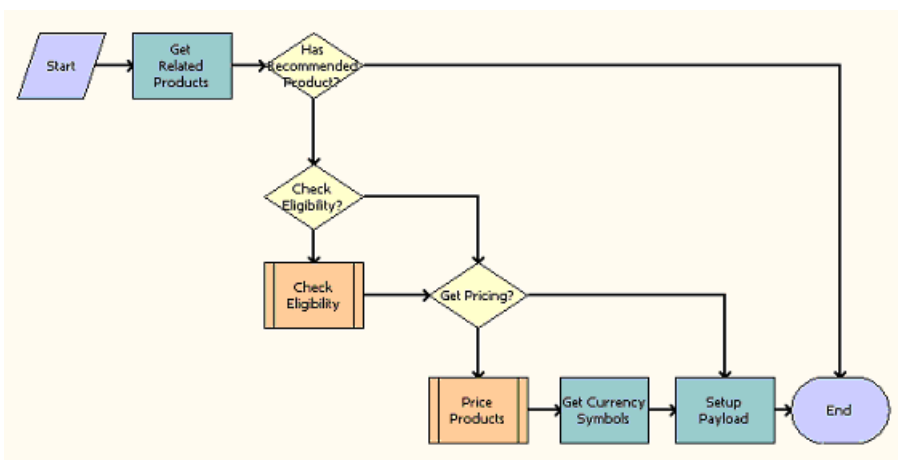 Start
Get
Related
Products
Has
Recommended
Product?
Check
Eligibility?
Check
Eligibility
Get Pricing?
Price
Products
Get Currency
Symbols
Setup
Payload
End